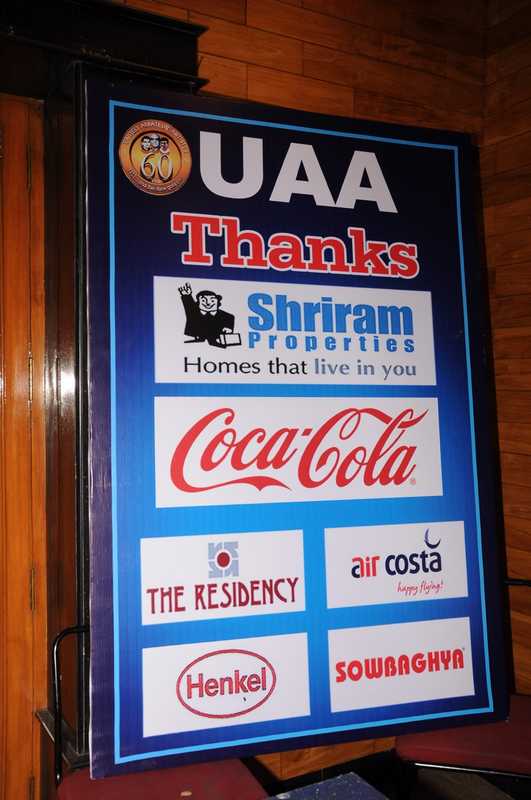 60
UAA
Thanks
Shriram
Properties
Homes that live in you
Coca-Cola
THE RESIDENCY
air costa
happy flying!
Henkel
SOWBAGHYA